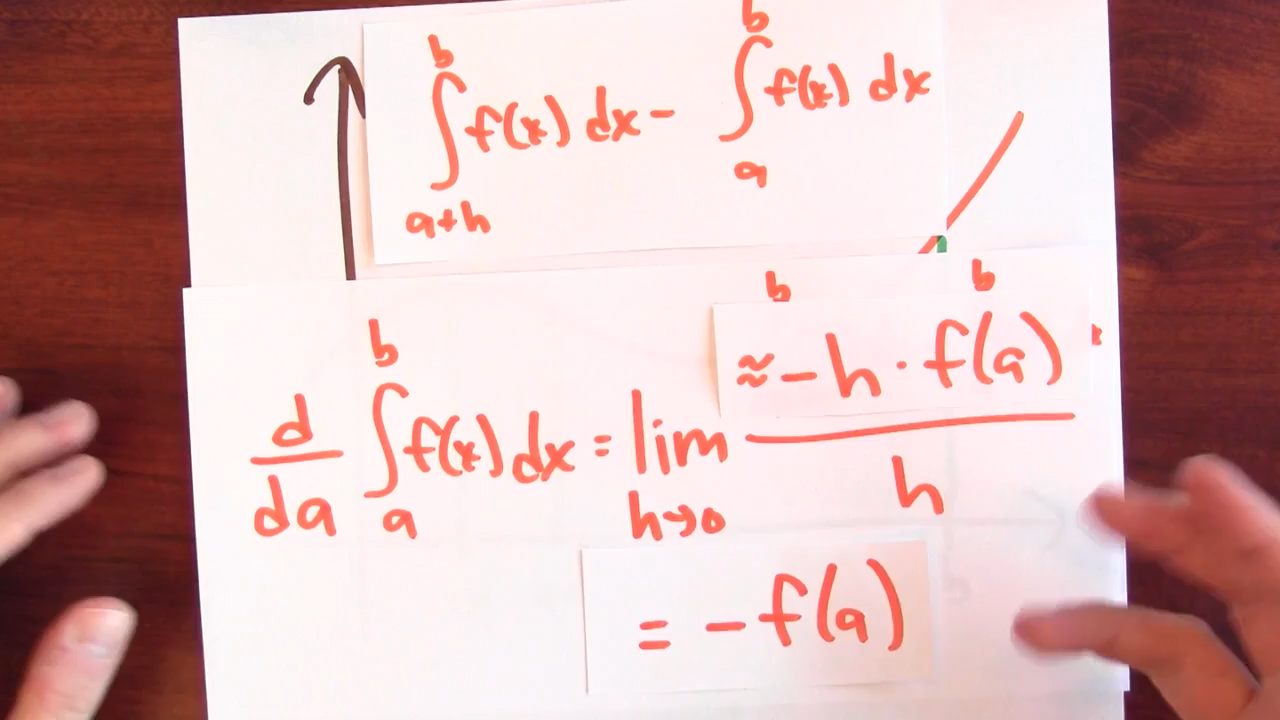 ∫_{a+h}^{b} f(x) dx - ∫_{a}^{b} f(x) dx
d/da ∫_{a}^{b} f(x) dx = lim_{h→0} (≈ -h · f(a))/h
b b
= -f(a)